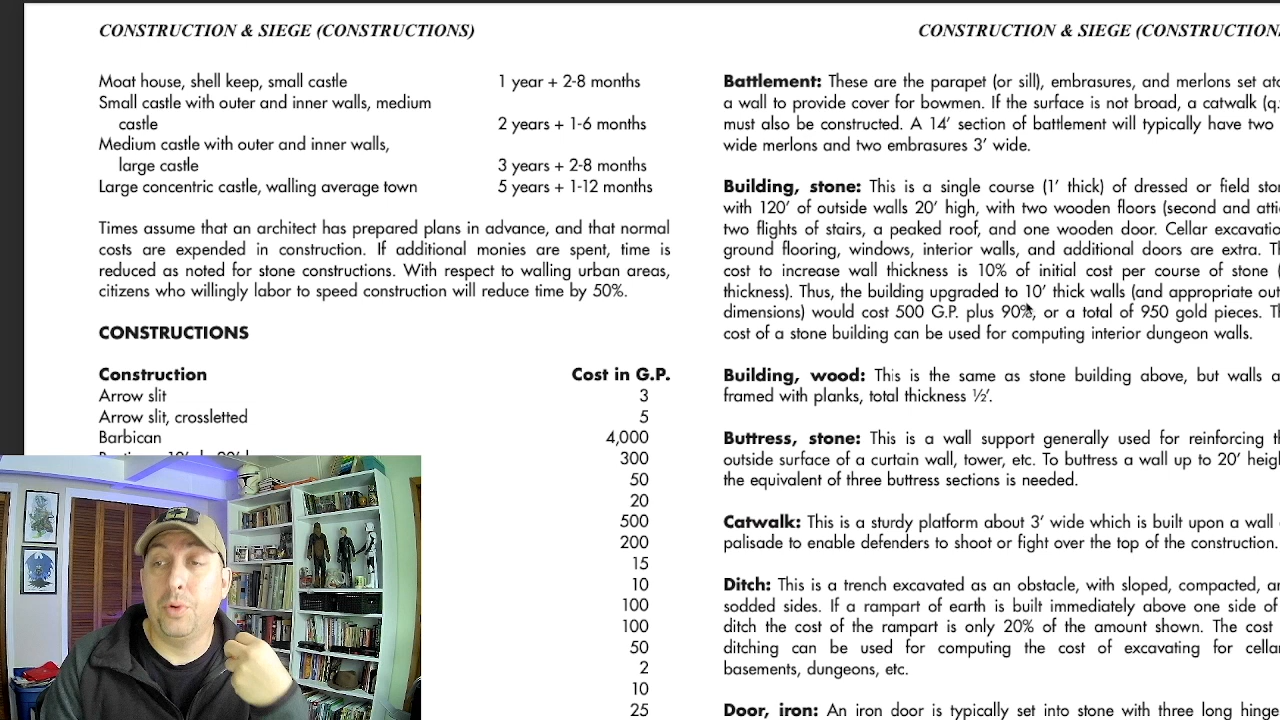 CONSTRUCTION & SIEGE (CONSTRUCTIONS)
Moat house, shell keep, small castle 1 year + 2-8 months
Small castle with outer and inner walls, medium
castle 2 years + 1-6 months
Medium castle with outer and inner walls,
large castle 3 years + 2-8 months
Large concentric castle, walling average town 5 years + 1-12 months
Times assume that an architect has prepared plans in advance, and that normal
costs are expended in construction. If additional monies are spent, time is
reduced as noted for stone constructions. With respect to walling urban areas,
citizens who willingly labor to speed construction will reduce time by 50%.
CONSTRUCTIONS
Construction Cost in G.P.
Arrow slit 3
Arrow slit, crossletted 5
Barbican 4,000
300
50
20
500
200
15
10
100
100
50
2
10
25
CONSTRUCTION & SIEGE (CONSTRUCTION
Battlement: These are the parapet (or sill), embrasures, and merlons set
a wall to provide cover for bowmen. If the surface is not broad, a catwalk (q.
must also be constructed. A 14' section of battlement will typically have two
wide merlons and two embrasures 3' wide.
Building, stone: This is a single course (1' thick) of dressed or field
with 120' of outside walls 20' high, with two wooden floors (second and
two flights of stairs, a peaked roof, and one wooden door. Cellar
ground flooring, windows, interior walls, and additional doors are extra.
cost to increase wall thickness is 10% of initial cost per course of stone (
thickness). Thus, the building upgraded to 10' thick walls (and appropriate
dimensions) would cost 500 G.P. plus 90%, or a total of 950 gold pieces.
cost of a stone building can be used for computing interior dungeon walls.
Building, wood: This is the same as stone building above, but walls
framed with planks, total thickness ½'.
Buttress, stone: This is a wall support generally used for reinforcing
outside surface of a curtain wall, tower, etc. To buttress a wall up to 20'
the equivalent of three buttress sections is needed.
Catwalk: This is a sturdy platform about 3' wide which is built upon a wall
palisade to enable defenders to shoot or fight over the top of the construction.
Ditch: This is a trench excavated as an obstacle, with sloped, compacted,
sodded sides. If a rampart of earth is built immediately above one side of
ditch the cost of the rampart is only 20% of the amount shown. The cost
ditching can be used for computing the cost of excavating for
basements, dungeons, etc.
Door, iron: An iron door is typically set into stone with three long